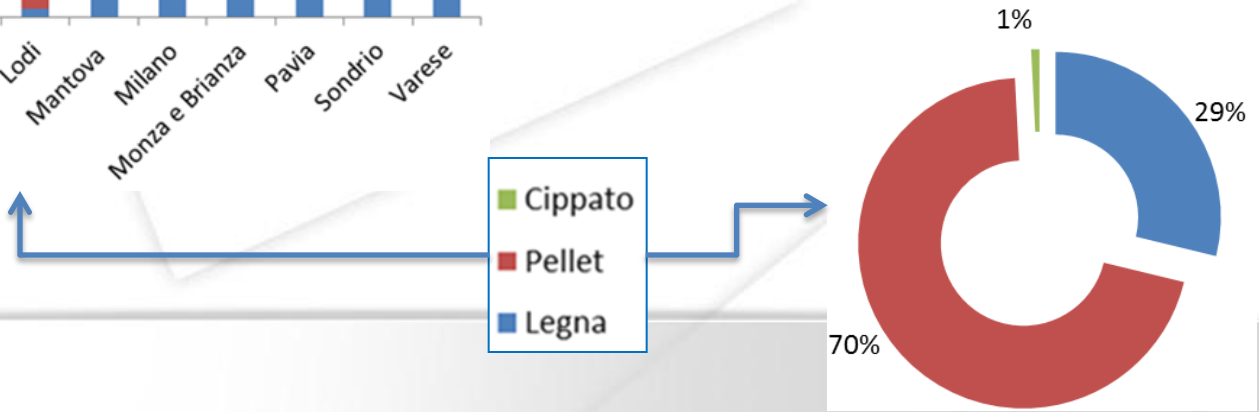 Lodi
Mantova
Milano
Monza e Brianza
Pavia
Sondrio
Varese
Cippato
Pellet
Legna
1%
29%
70%